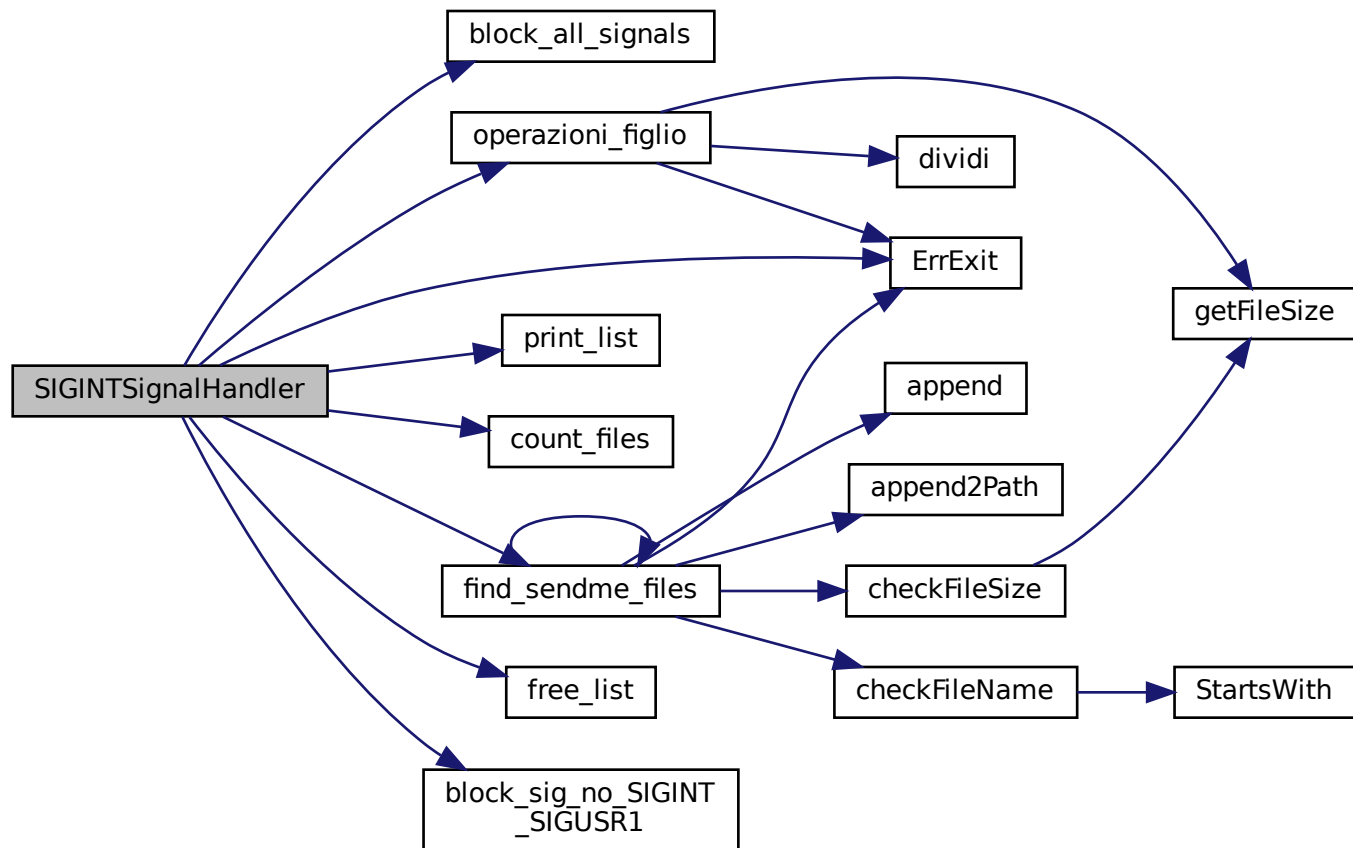 block_all_signals
operazioni_figlio
dividi
ErrExit
getFileSize
print_list
SIGINTSignalHandler
append
count_files
append2Path
find_sendme_files
checkFileSize
free_list
checkFileName
StartsWith
block_sig_no_SIGINT
_SIGUSR1